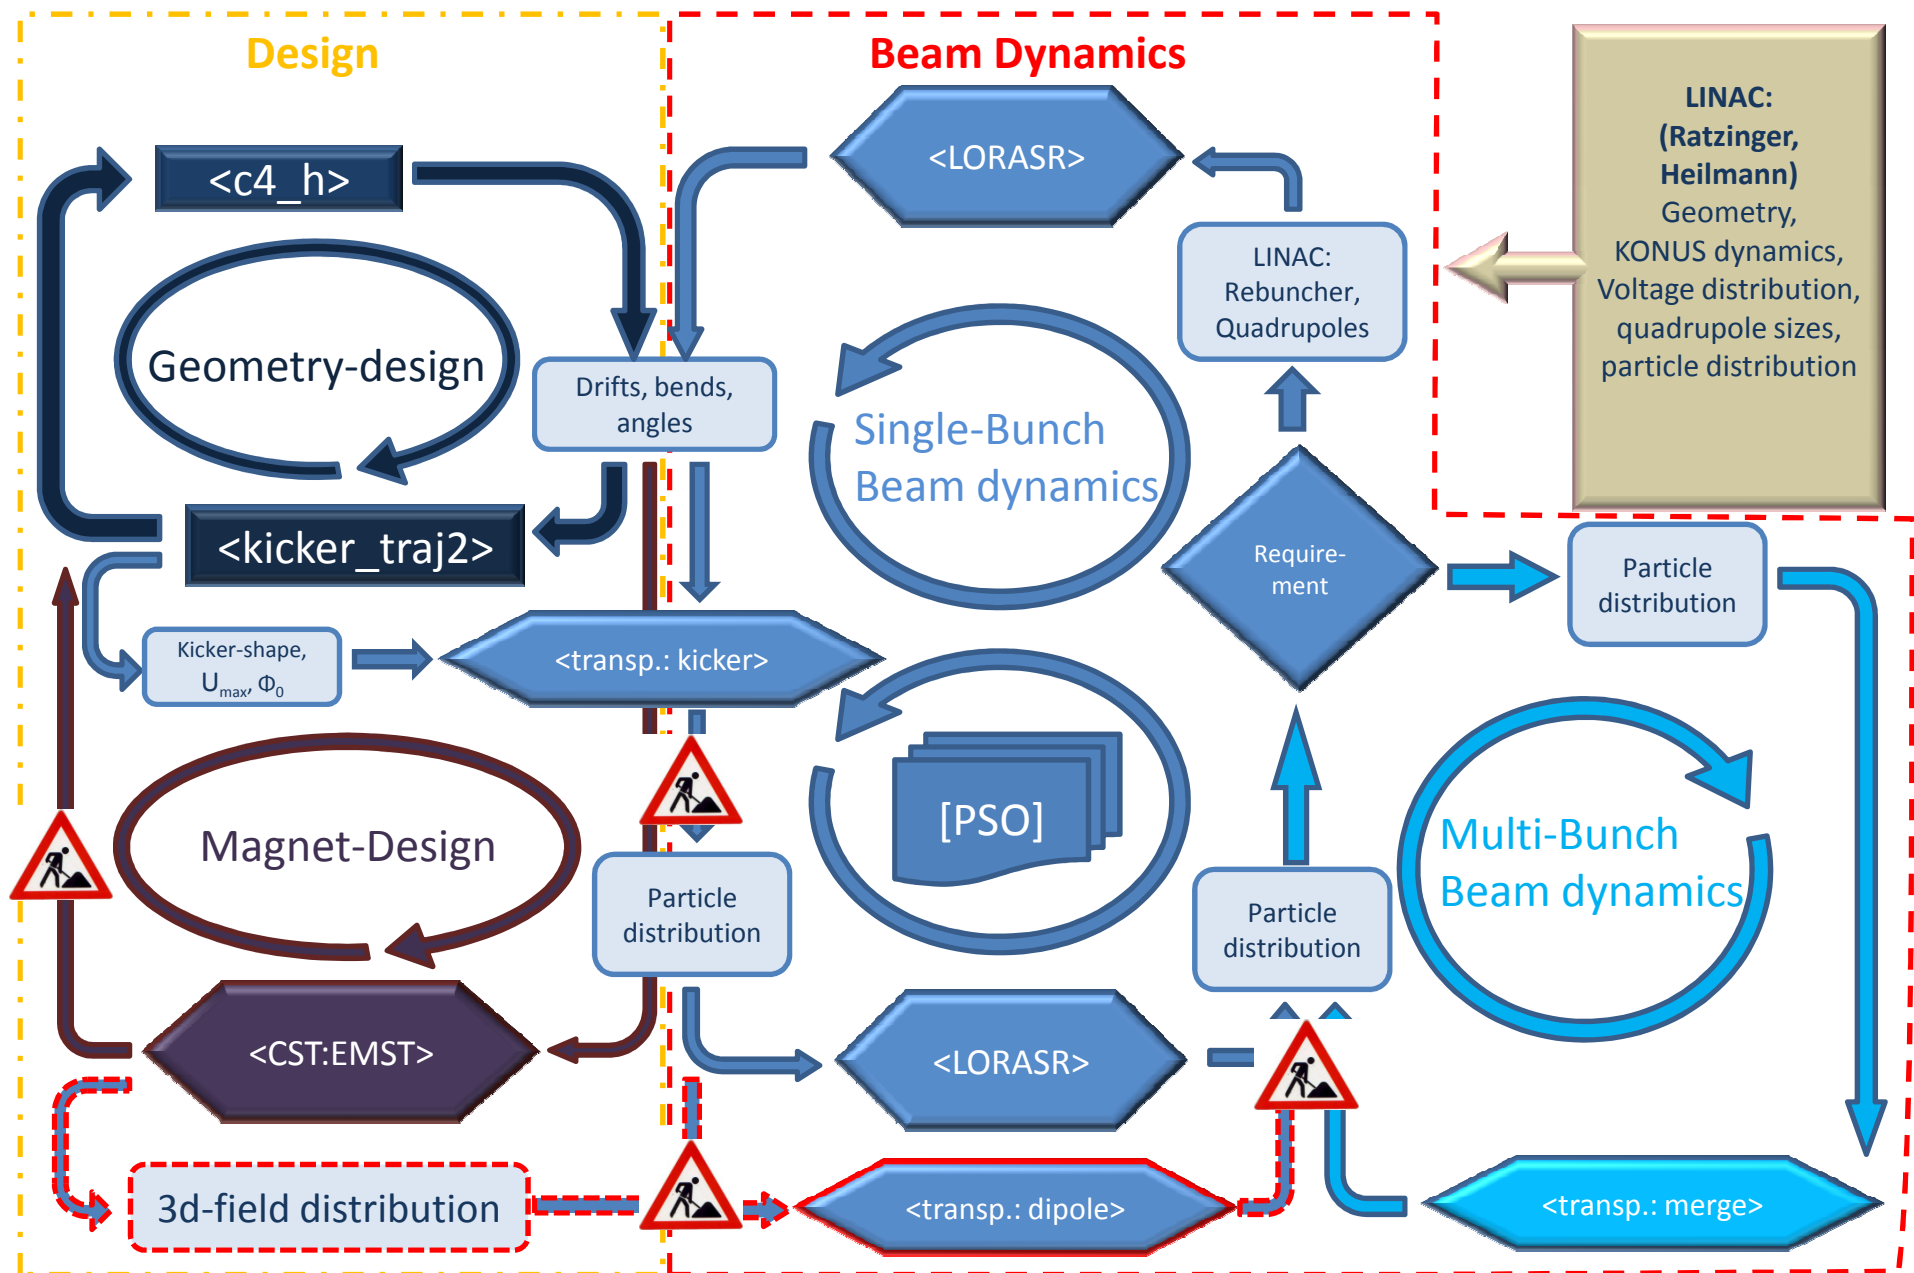 Design
Beam Dynamics
LINAC:
(Ratzinger,
Heilmann)
Geometry,
KONUS dynamics,
Voltage distribution,
quadrupole sizes,
particle distribution
<c4_h>
<LORASR>
LINAC:
Rebuncher,
Quadrupoles
Geometry-design
Drifts, bends,
angles
Single-Bunch
Beam dynamics
<kicker_traj2>
Require-
ment
Particle
distribution
Kicker-shape,
Umax, Φ0
<transp.: kicker>
Magnet-Design
[PSO]
Multi-Bunch
Beam dynamics
Particle
distribution
Particle
distribution
<CST:EMST>
<LORASR>
3d-field distribution
<transp.: dipole>
<transp.: merge>